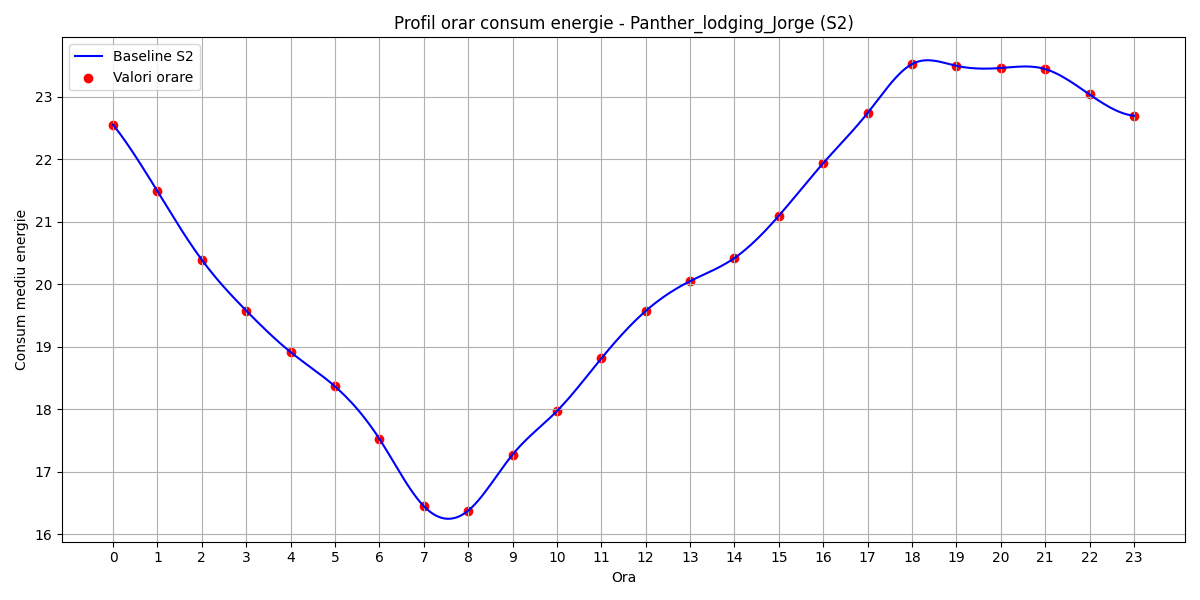 Profil orar consum energie - Panther_lodging_Jorge (S2)
Baseline S2
Valori orare
Consum mediu energie
23
22
21
20
19
18
17
16
0 1 2 3 4 5 6 7 8 9 10 11 12 13 14 15 16 17 18 19 20 21 22 23
Ora